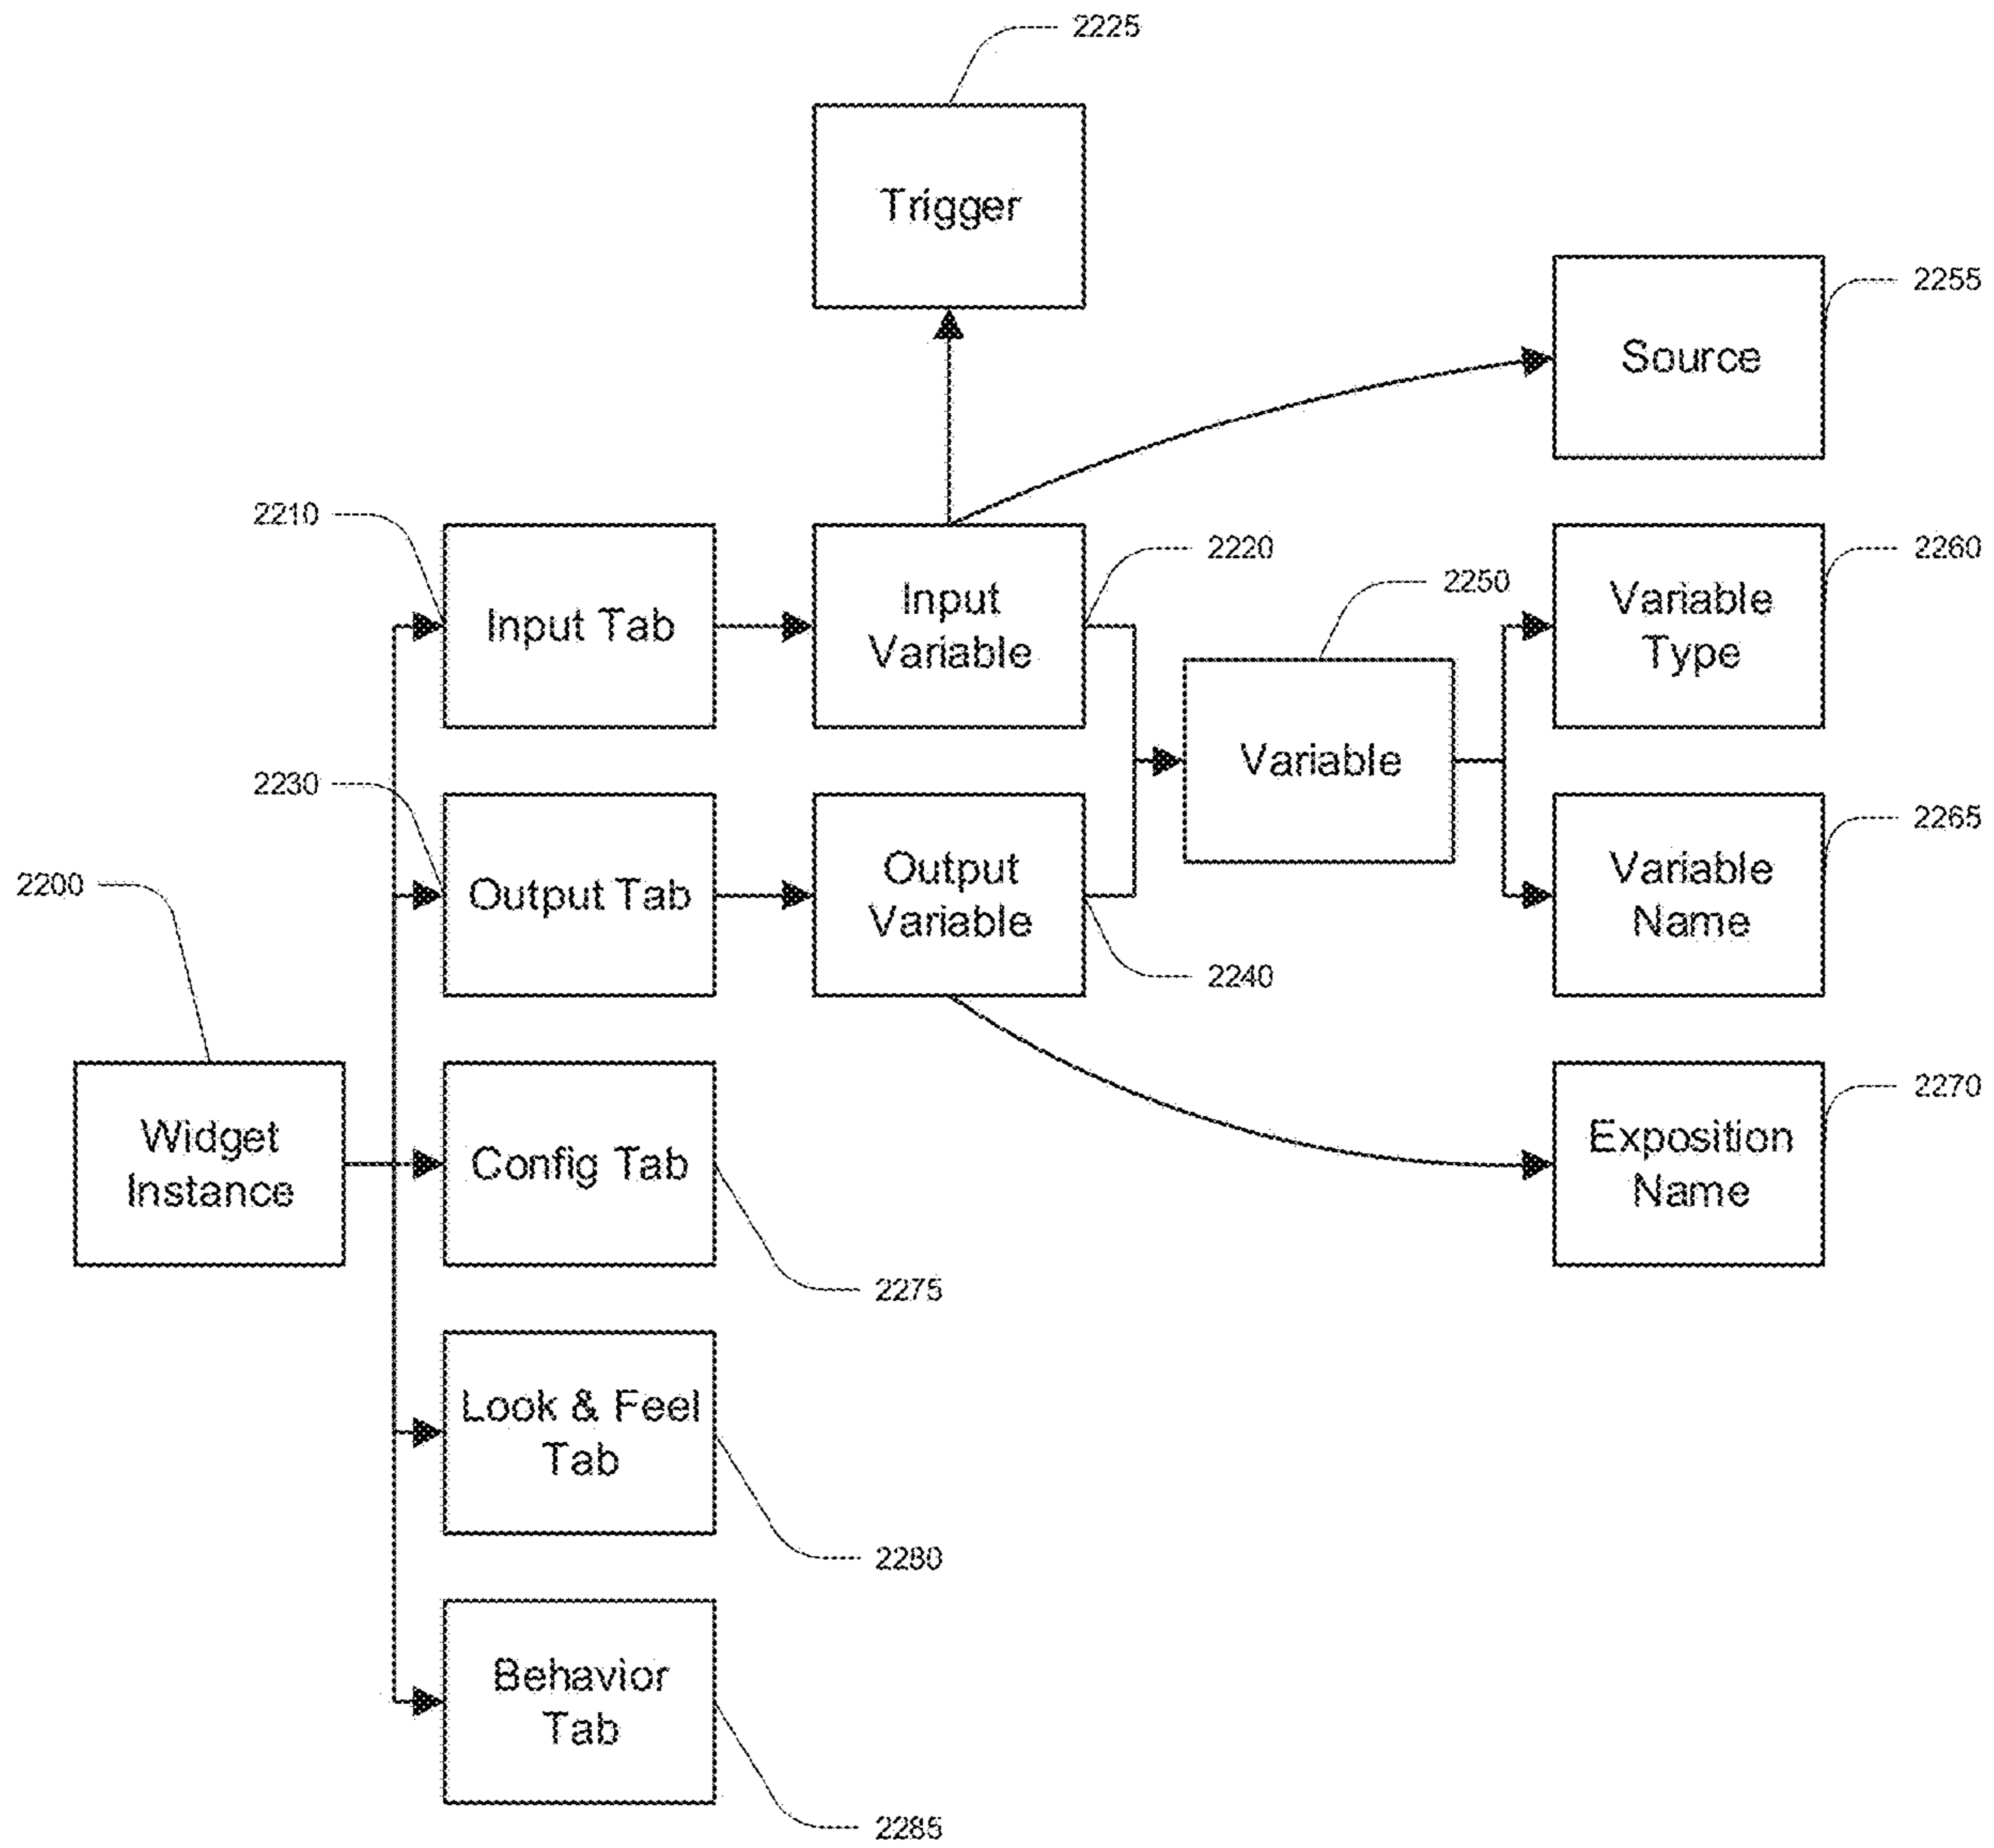 2225
Trigger
2255
Source
2210
Input Tab
Input
Variable
2220
2250
Variable
2260
Variable
Type
2230
Output Tab
Output
Variable
2240
2265
Variable
Name
2200
Widget
Instance
Config Tab
2275
2270
Exposition
Name
Look & Feel
Tab
2280
Behavior
Tab
2285